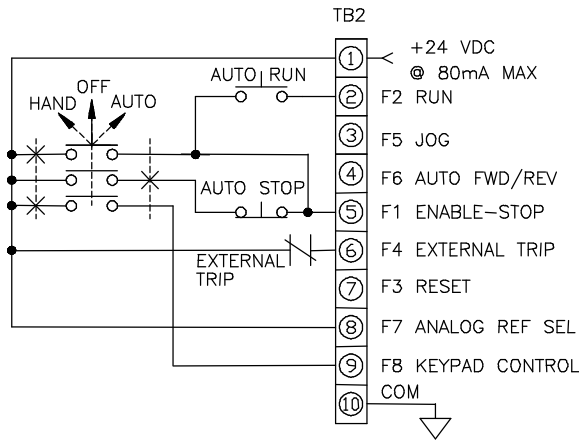 TB2
1 +24 VDC
@ 80mA MAX
AUTO RUN
2 F2 RUN
OFF
HAND AUTO
3 F5 JOG
4 F6 AUTO FWD/REV
AUTO STOP
5 F1 ENABLE-STOP
6 F4 EXTERNAL TRIP
EXTERNAL
TRIP
7 F3 RESET
8 F7 ANALOG REF SEL
9 F8 KEYPAD CONTROL
10 COM